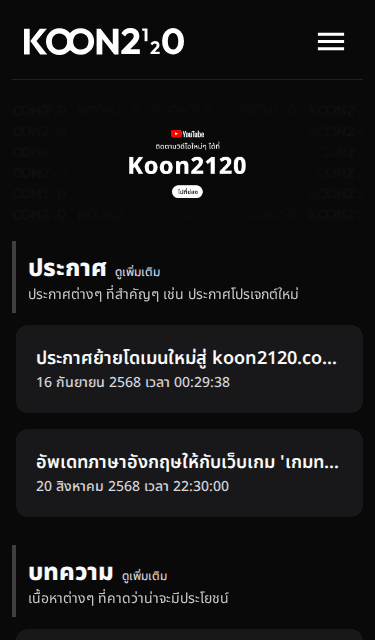 KOON2120
YouTube
ติดตามวิดีโอใหม่ๆ ได้ที่
Koon2120
ไปที่ช่อง
ประกาศ ดูเพิ่มเติม
ประกาศต่างๆ ที่สำคัญๆ เช่น ประกาศโปรเจกต์ใหม่
ประกาศย้ายโดเมนใหม่สู่ koon2120.co...
16 กันยายน 2568 เวลา 00:29:38
อัพเดทภาษาอังกฤษให้กับเว็บเกม 'เกมท...
20 สิงหาคม 2568 เวลา 22:30:00
บทความ ดูเพิ่มเติม
เนื้อหาต่างๆ ที่คาดว่าน่าจะมีประโยชน์